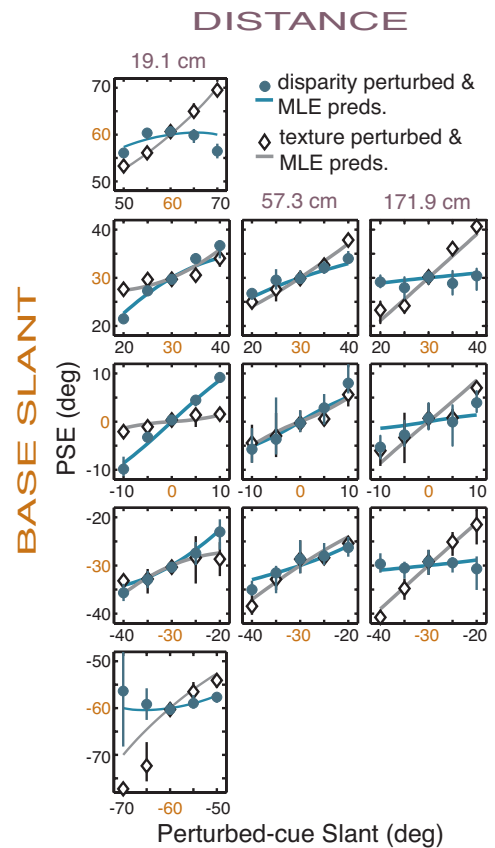 DISTANCE
19.1 cm
disparity perturbed &
MLE preds.
texture perturbed &
MLE preds.
70
60
50
50 60 70
57.3 cm 171.9 cm
40
30
20
20 30 40 20 30 40 20 30 40
BASE SLANT
PSE (deg)
10
0
-10
-10 0 10 -10 0 10 -10 0 10
-20
-30
-40
-40 -30 -20 -40 -30 -20 -40 -30 -20
-50
-60
-70
-70 -60 -50
Perturbed-cue Slant (deg)